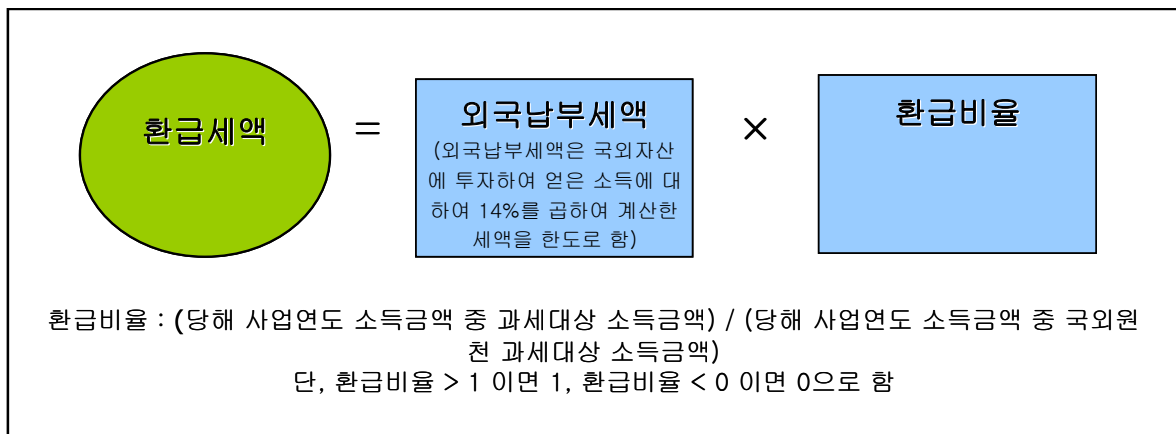 환급세액
=
외국납부세액
(외국납부세액은 국외자산
에 투자하여 얻은 소득에 대
하여 14%를 곱하여 계산한
세액을 한도로 함)
×
환급비율
환급비율 : (당해 사업연도 소득금액 중 과세대상 소득금액) / (당해 사업연도 소득금액 중 국외원
천 과세대상 소득금액)
단, 환급비율 > 1 이면 1, 환급비율 < 0 이면 0으로 함